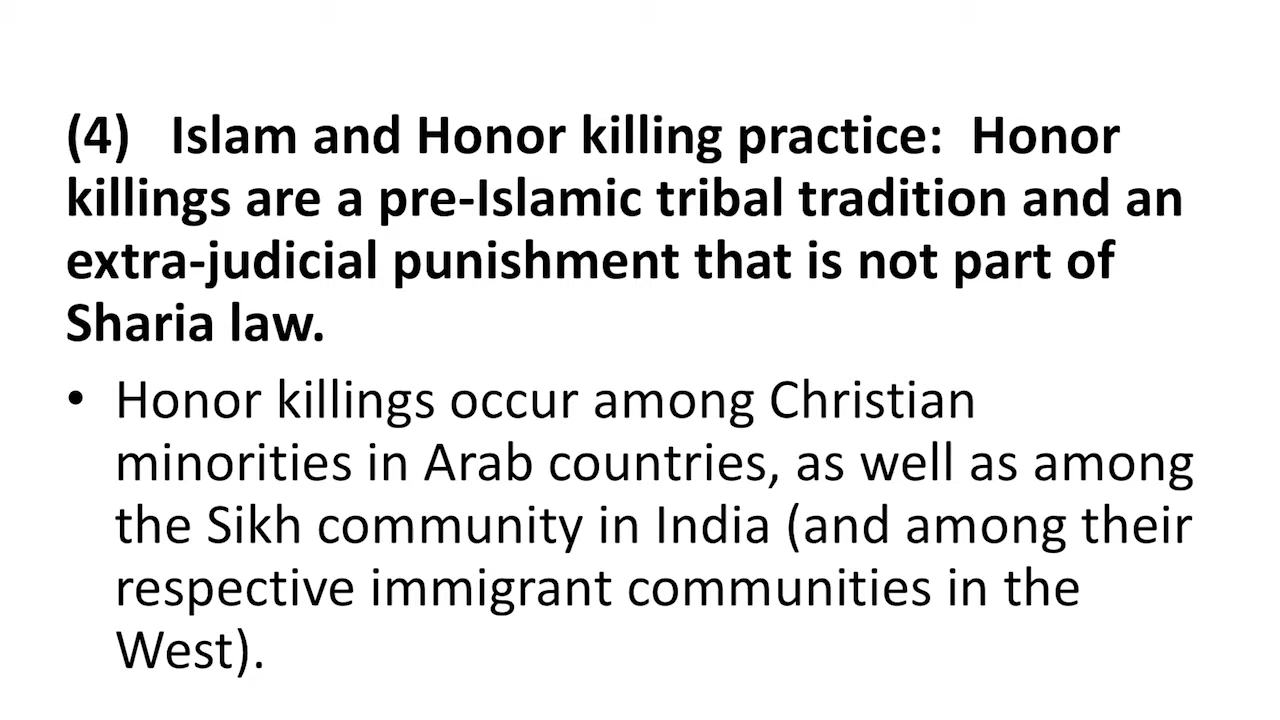 (4) Islam and Honor killing practice: Honor
killings are a pre-Islamic tribal tradition and an
extra-judicial punishment that is not part of
Sharia law.
• Honor killings occur among Christian
minorities in Arab countries, as well as among
the Sikh community in India (and among their
respective immigrant communities in the
West).